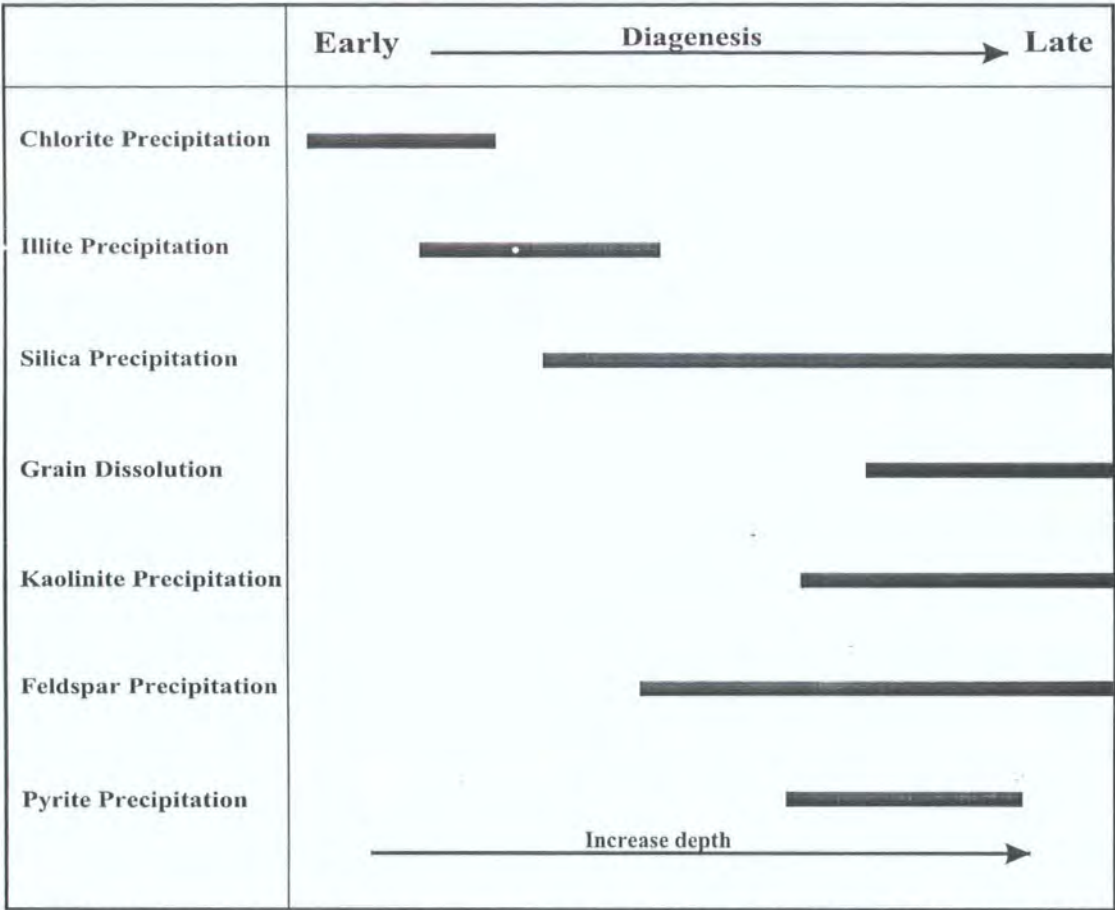 Early Diagenesis Late
Chlorite Precipitation
Illite Precipitation
Silica Precipitation
Grain Dissolution
Kaolinite Precipitation
Feldspar Precipitation
Pyrite Precipitation
Increase depth